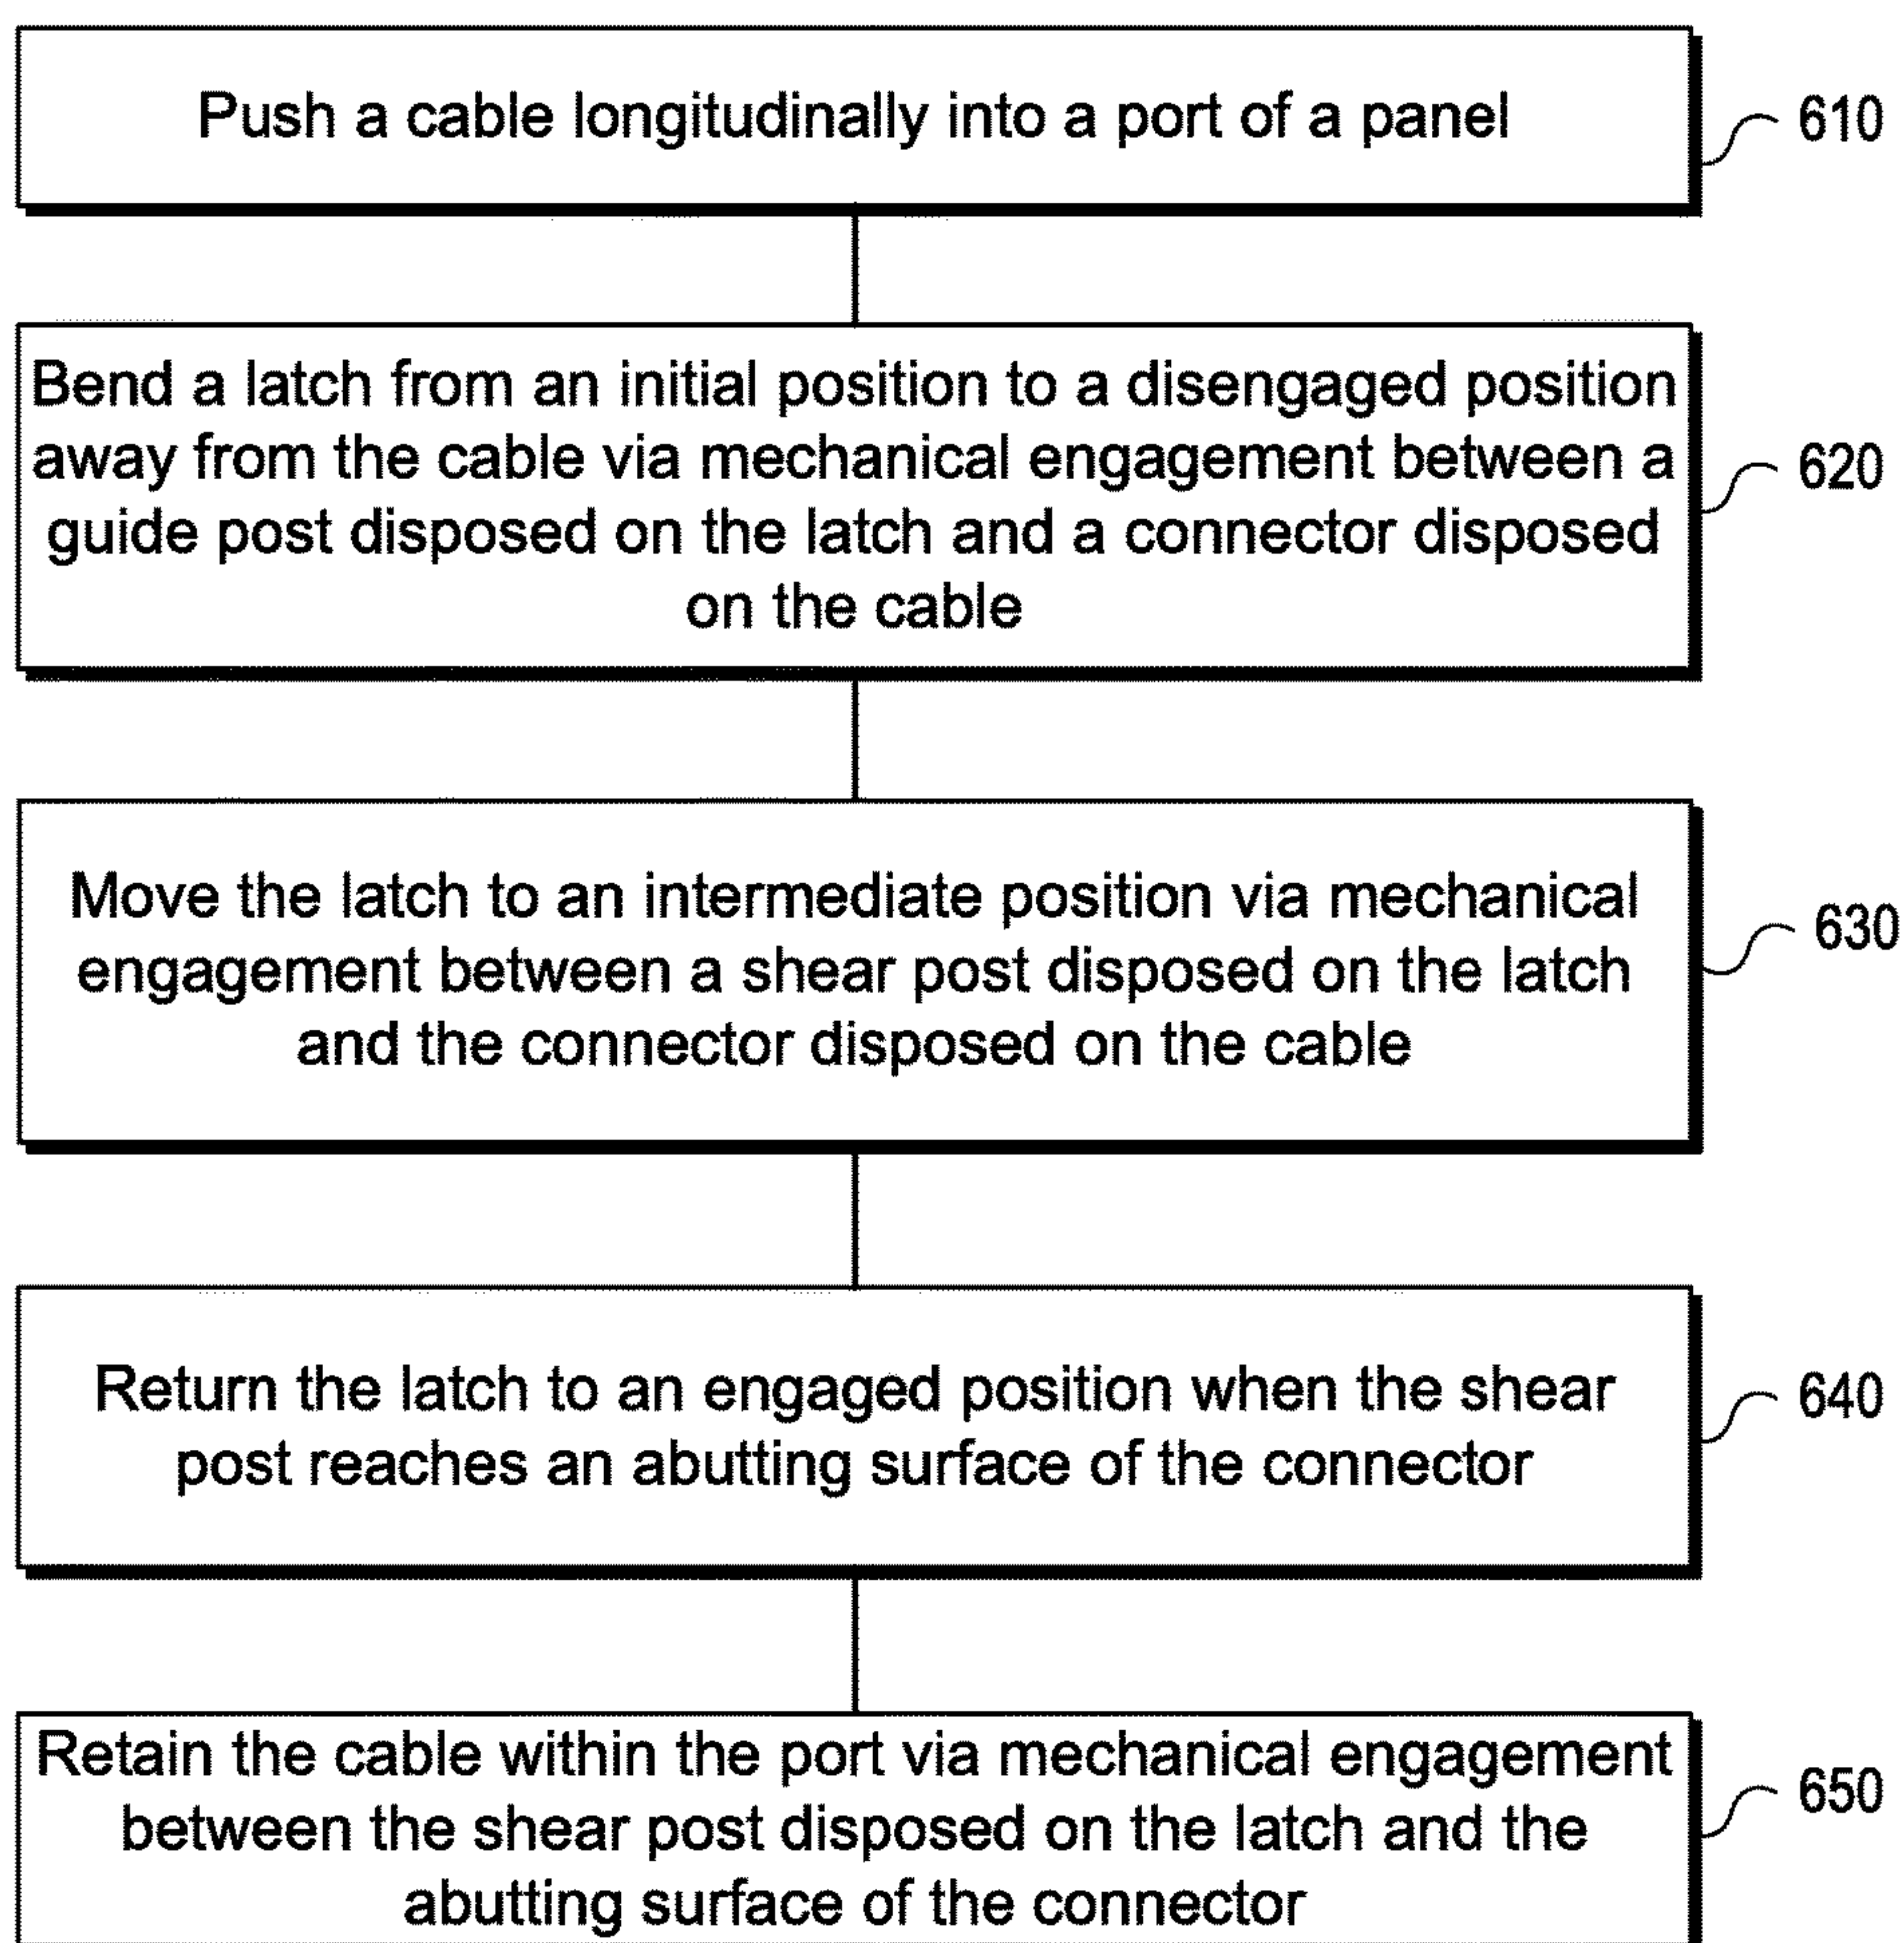 Push a cable longitudinally into a port of a panel
610
Bend a latch from an initial position to a disengaged position
away from the cable via mechanical engagement between a
guide post disposed on the latch and a connector disposed
on the cable
620
Move the latch to an intermediate position via mechanical
engagement between a shear post disposed on the latch
and the connector disposed on the cable
630
Return the latch to an engaged position when the shear
post reaches an abutting surface of the connector
640
Retain the cable within the port via mechanical engagement
between the shear post disposed on the latch and the
abutting surface of the connector
650